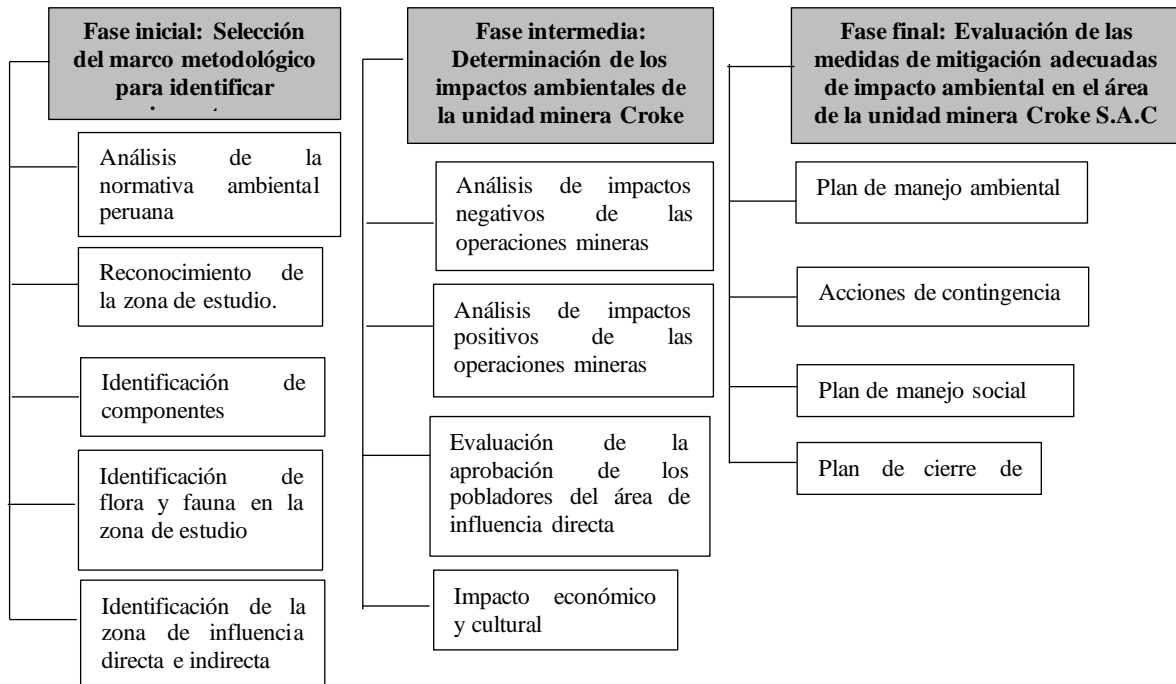 Fase inicial: Selección
del marco metodológico
para identificar
Análisis de la
normativa ambiental
peruana
Reconocimiento de
la zona de estudio.
Identificación de
componentes
Identificación de
flora y fauna en la
zona de estudio
Identificación de la
zona de influencia
directa e indirecta
Fase intermedia:
Determinación de los
impactos ambientales de
la unidad minera Croke
Análisis de impactos
negativos de las
operaciones mineras
Análisis de impactos
positivos de las
operaciones mineras
Evaluación de la
aprobación de los
pobladores del área de
influencia directa
Impacto económico
y cultural
Fase final: Evaluación de las
medidas de mitigación adecuadas
de impacto ambiental en el área
de la unidad minera Croke S.A.C
Plan de manejo ambiental
Acciones de contingencia
Plan de manejo social
Plan de cierre de